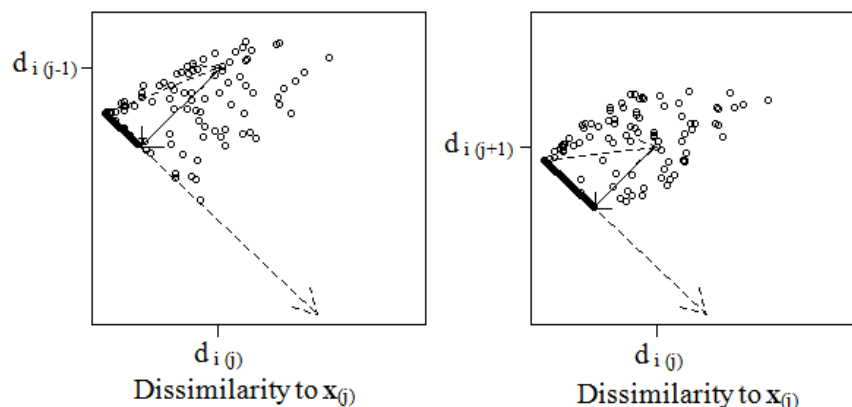 d i (j-1)
d i (j)
Dissimilarity to x(j)
d i (j+1)
d i (j)
Dissimilarity to x(j)